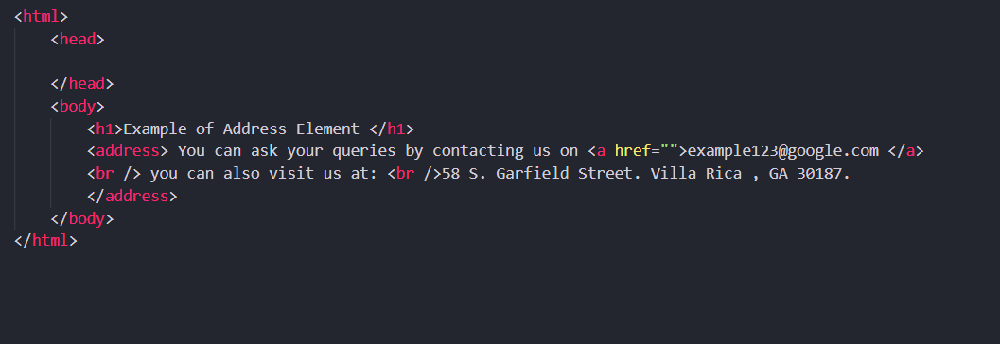 <html>
<head>
</head>
<body>
<h1>Example of Address Element </h1>
<address> You can ask your queries by contacting us on <a href="">example123@google.com </a>
<br /> you can also visit us at: <br />58 S. Garfield Street. Villa Rica , GA 30187.
</address>
</body>
</html>